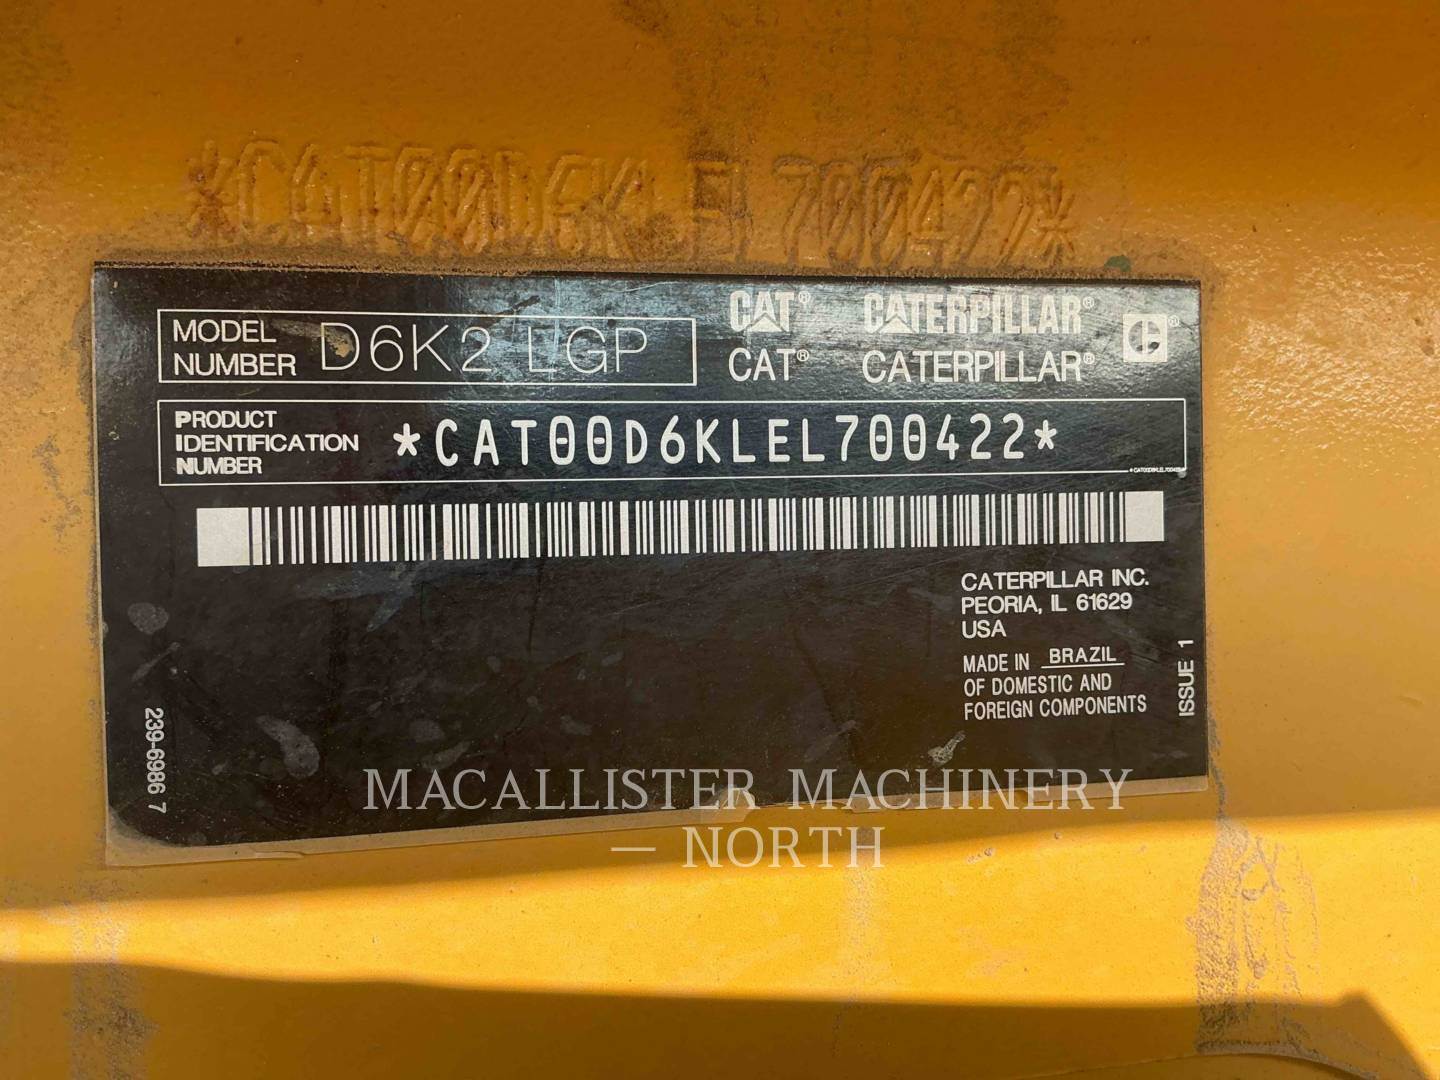 *CAT00D6KLEL700422*
MODEL NUMBER D6K2 LGP
CAT® CATERPILLAR®
CAT® CATERPILLAR®
PRODUCT IDENTIFICATION NUMBER *CAT00D6KLEL700422*
*CAT00D6KLEL700422*
CATERPILLAR INC.
PEORIA, IL 61629
USA
MADE IN BRAZIL
OF DOMESTIC AND
FOREIGN COMPONENTS
ISSUE 1
239-6986 7
MACALLISTER MACHINERY
— NORTH